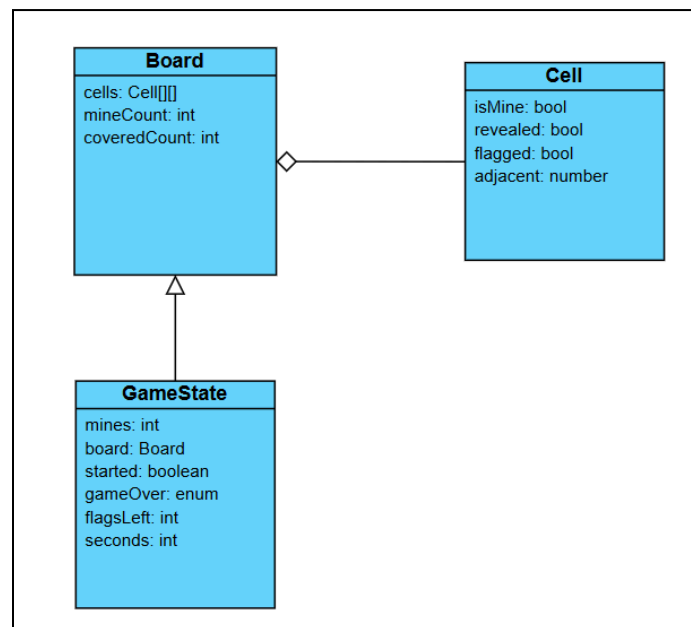 Board
cells: Cell[][]
mineCount: int
coveredCount: int
Cell
isMine: bool
revealed: bool
flagged: bool
adjacent: number
GameState
mines: int
board: Board
started: boolean
gameOver: enum
flagsLeft: int
seconds: int